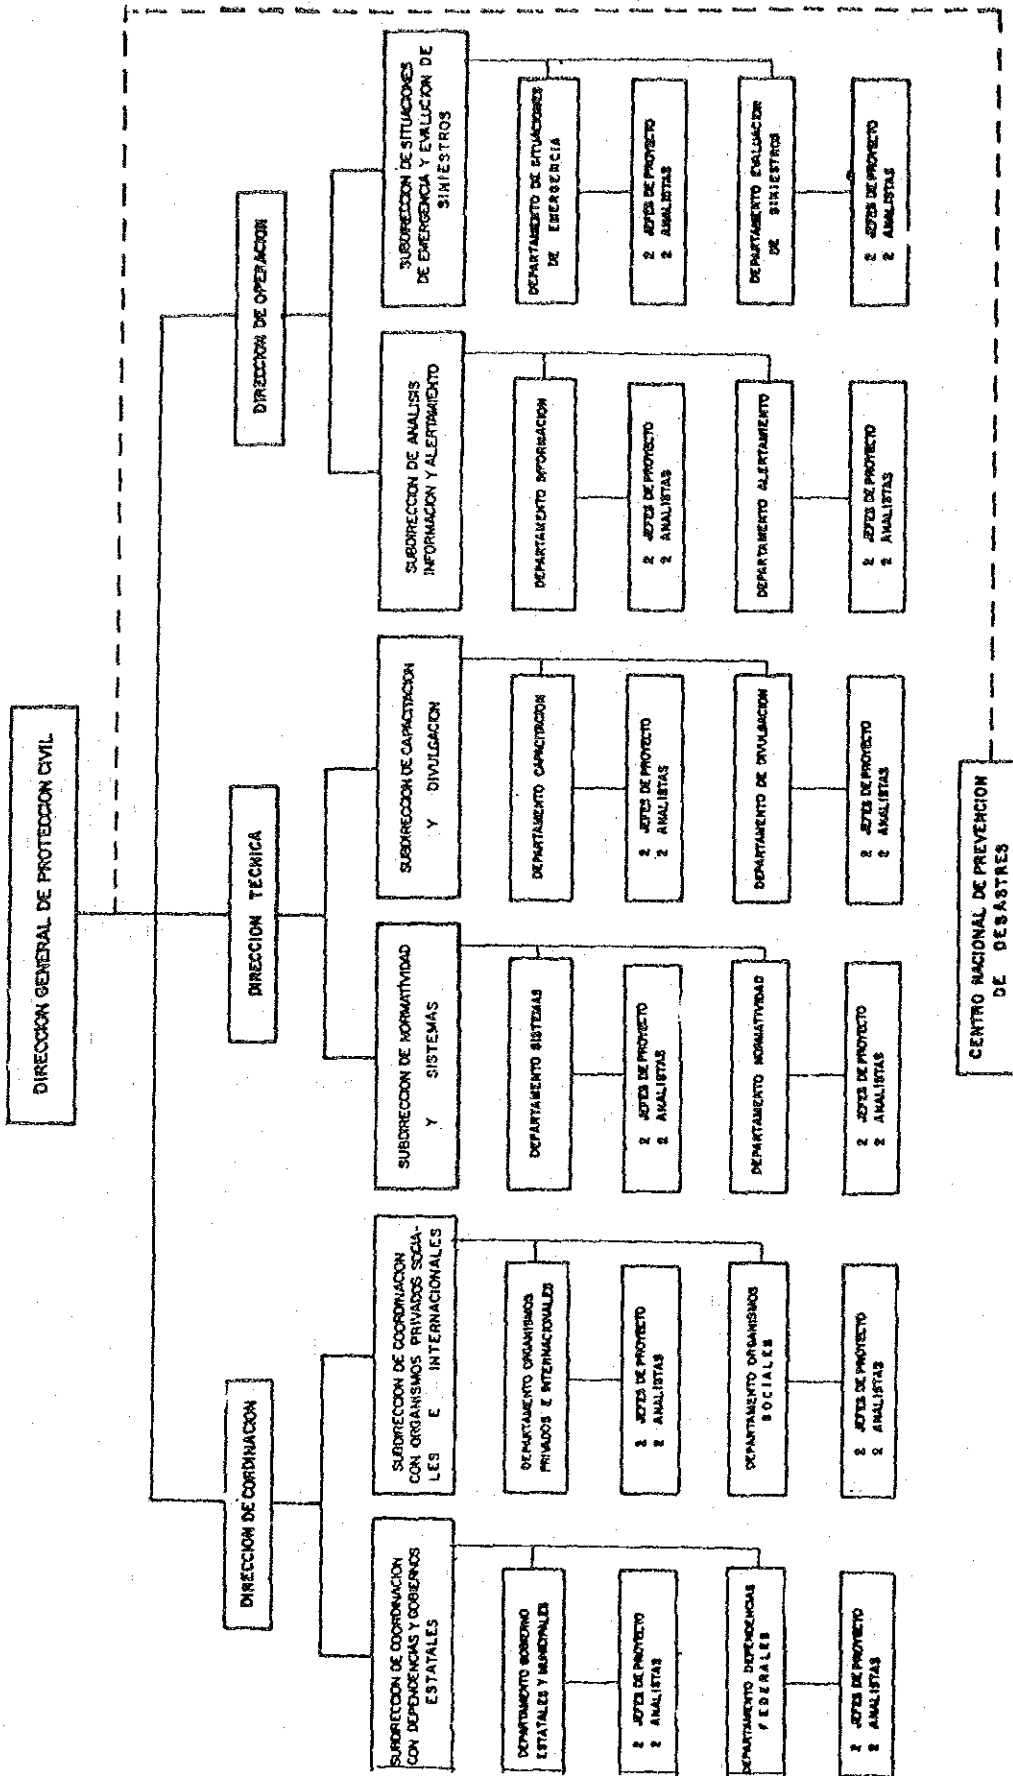 DIRECCION GENERAL DE PROTECCION CIVIL
DIRECCION DE CORDINACION
DIRECCION TECNICA
DIRECCION DE OPERACION
SUBDIRECCION DE COORDINACION
CON DEPENDENCIAS Y GOBIERNOS
ESTATALES
DEPARTAMENTO GOBIERNO
ESTATALES Y MUNICIPALES
2 JEFES DE PROYECTO
2 ANALISTAS
DEPARTAMENTO DEPENDENCIAS
FEDERALES
2 JEFES DE PROYECTO
2 ANALISTAS
SUBDIRECCION DE COORDINACION
CON ORGANISMOS PRIVADOS SOCIA-
LES E INTERNACIONALES
DEPARTAMENTO ORGANISMOS
PRIVADOS E INTERNACIONALES
2 JEFES DE PROYECTO
2 ANALISTAS
DEPARTAMENTO ORGANISMOS
SOCIALES
2 JEFES DE PROYECTO
2 ANALISTAS
SUBDIRECCION DE NORMATIVIDAD
Y SISTEMAS
DEPARTAMENTO SISTEMAS
2 JEFES DE PROYECTO
2 ANALISTAS
DEPARTAMENTO NORMATIVIDAD
2 JEFES DE PROYECTO
2 ANALISTAS
SUBDIRECCION DE CAPACITACION
Y DIVULGACION
DEPARTAMENTO CAPACITACION
2 JEFES DE PROYECTO
2 ANALISTAS
DEPARTAMENTO DE DIVULGACION
2 JEFES DE PROYECTO
2 ANALISTAS
SUBDIRECCION DE ANALISIS
INFORMACION Y ALERTAMIENTO
DEPARTAMENTO INFORMACION
2 JEFES DE PROYECTO
2 ANALISTAS
DEPARTAMENTO ALERTAMIENTO
2 JEFES DE PROYECTO
2 ANALISTAS
SUBDIRECCION DE SITUACIONES
DE EMERGENCIA Y EVALUCION DE
SINIESTROS
DEPARTAMENTO DE SITUACIONES
DE EMERGENCIA
2 JEFES DE PROYECTO
2 ANALISTAS
DEPARTAMENTO EVALUACION
DE SINIESTROS
2 JEFES DE PROYECTO
2 ANALISTAS
CENTRO NACIONAL DE PREVENCION
DE DESASTRES